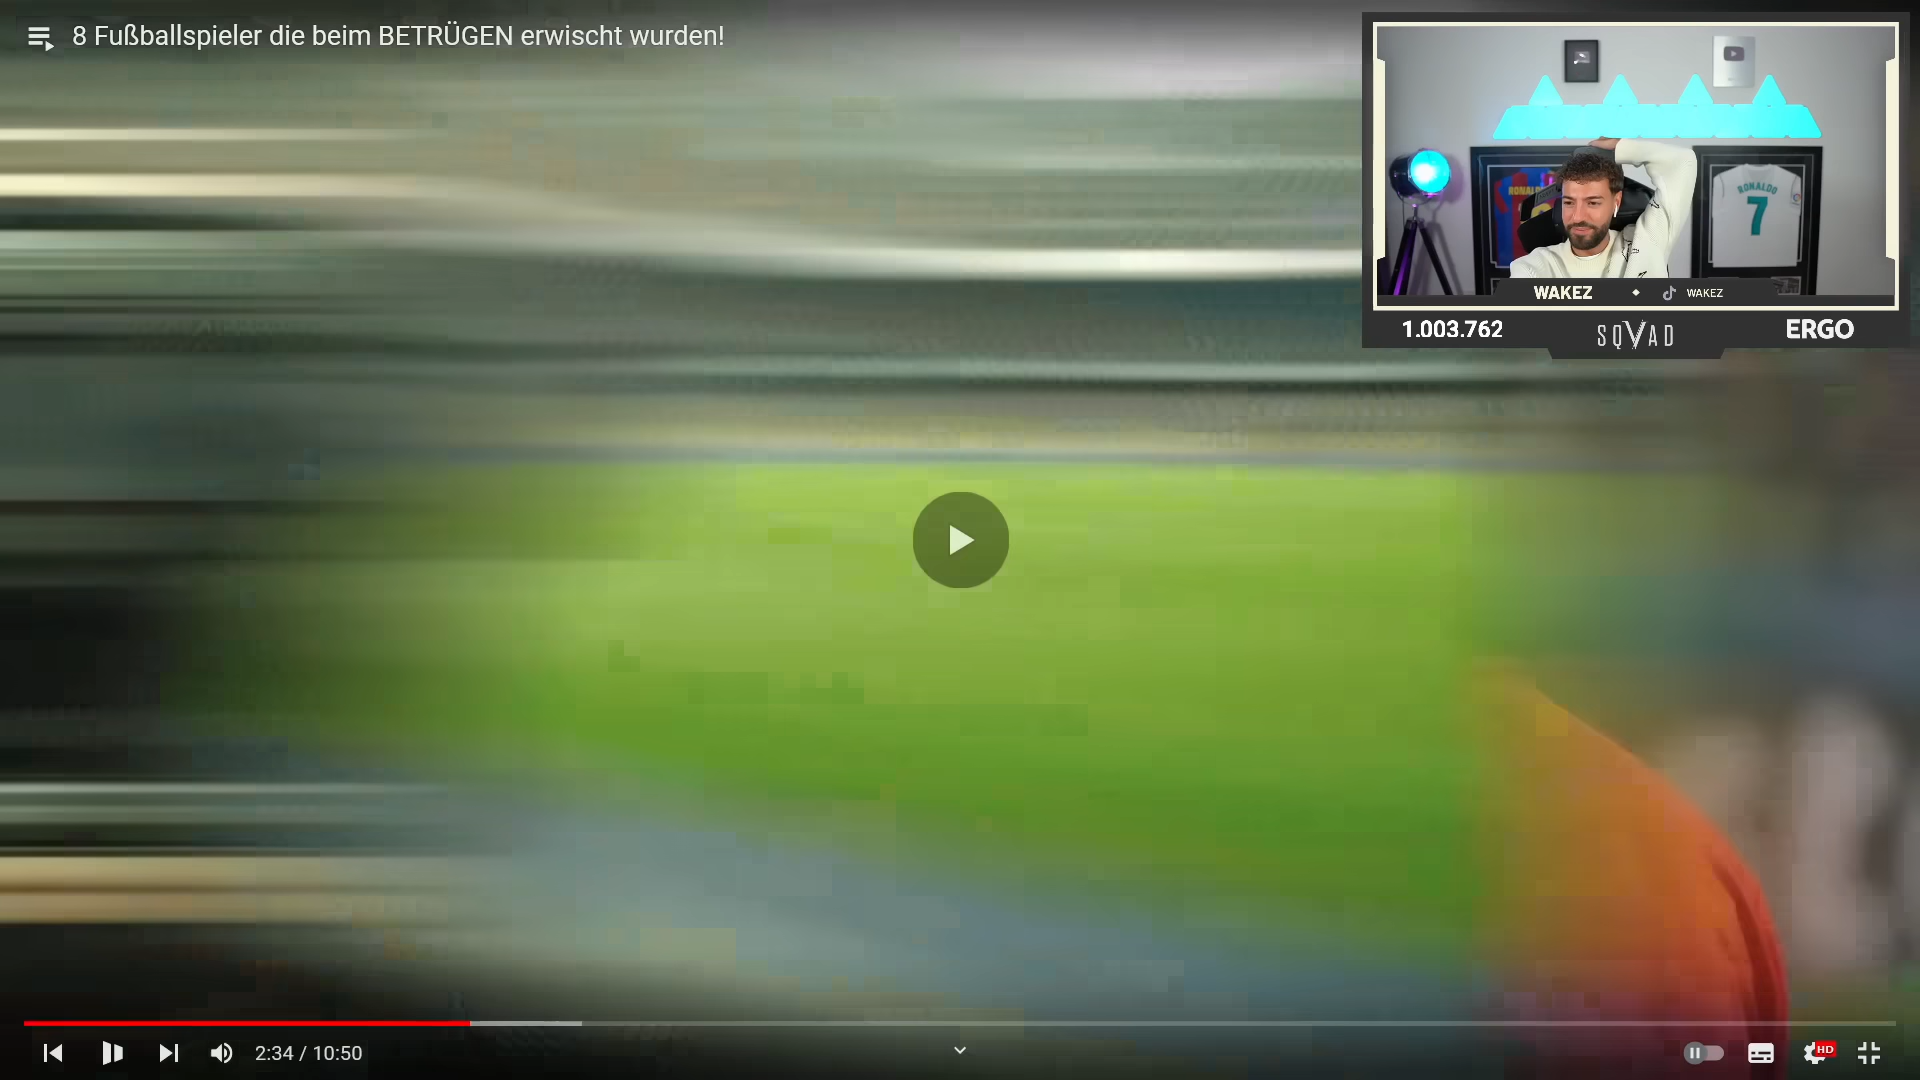 8 Fußballspieler die beim BETRÜGEN erwischt wurden!
RONALDO
7
WAKEZ
WAKEZ
1.003.762
SQVAD
ERGO
2:34 / 10:50
HD